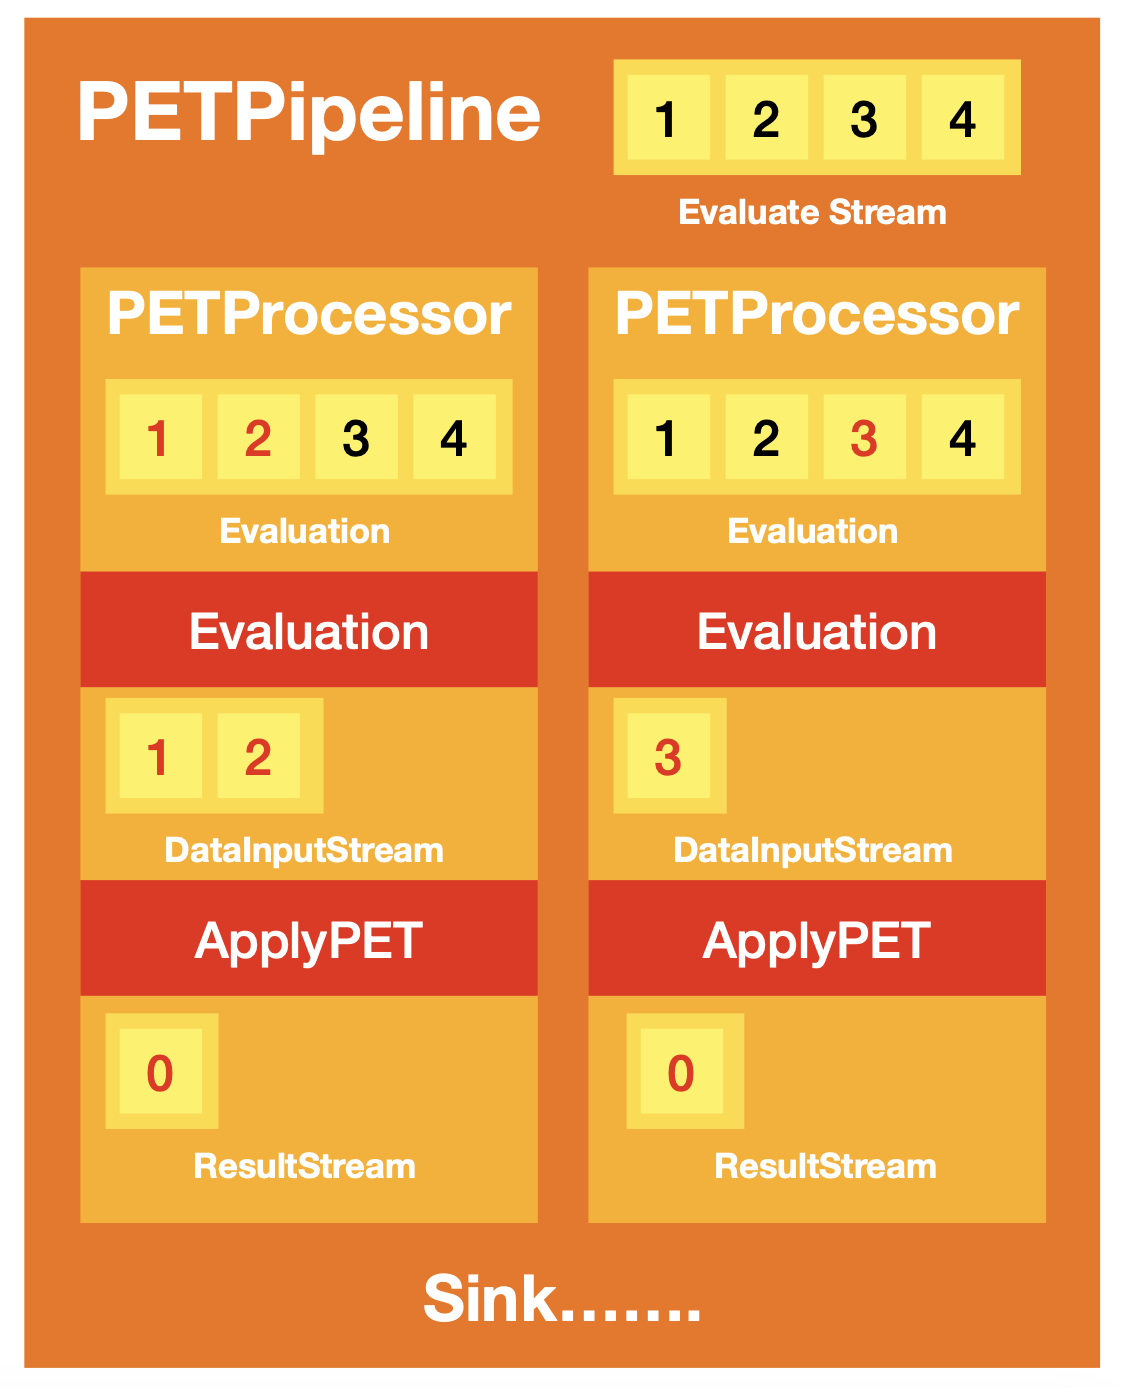 PETPipeline
1 2 3 4
Evaluate Stream
PETProcessor
1 2 3 4
Evaluation
Evaluation
1 2
DataInputStream
ApplyPET
0
ResultStream
PETProcessor
1 2 3 4
Evaluation
Evaluation
3
DataInputStream
ApplyPET
0
ResultStream
Sink.......